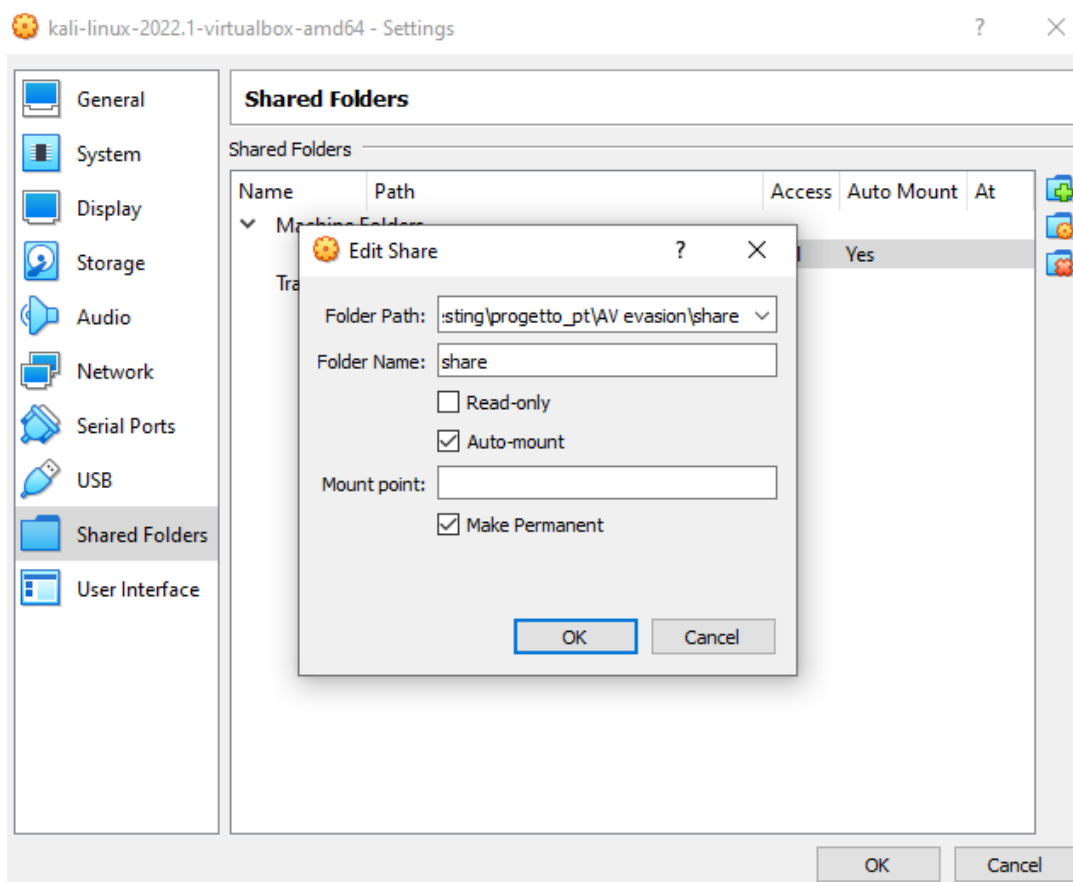 kali-linux-2022.1-virtualbox-amd64 - Settings
?
General
System
Display
Storage
Audio
Network
Serial Ports
USB
Shared Folders
User Interface
Shared Folders
Shared Folders
Name Path Access Auto Mount At
Yes
Edit Share
?
Folder Path: :sting\progetto_pt\AV evasion\share
Folder Name: share
Read-only
Auto-mount
Mount point:
Make Permanent
OK Cancel
OK Cancel